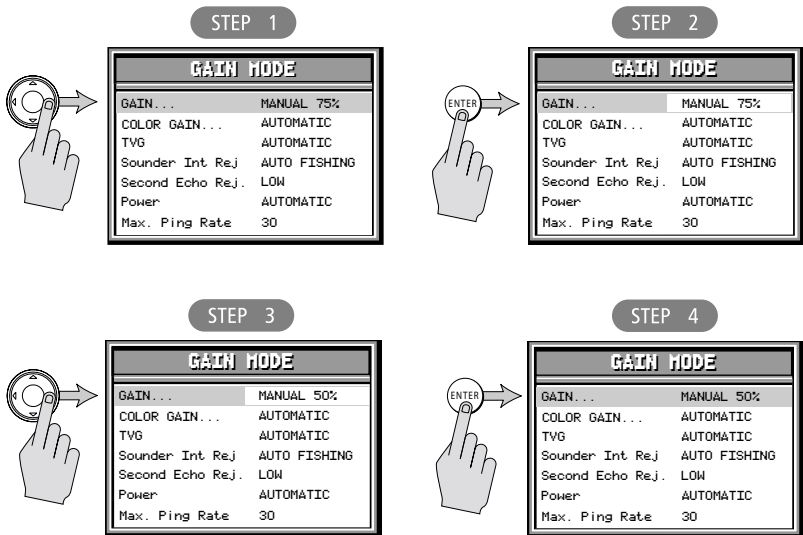 STEP 1
GAIN MODE
GAIN... MANUAL 75%
COLOR GAIN... AUTOMATIC
TVG AUTOMATIC
Sounder Int Rej AUTO FISHING
Second Echo Rej. LOW
Power AUTOMATIC
Max. Ping Rate 30
STEP 2
ENTER
GAIN MODE
GAIN... MANUAL 75%
COLOR GAIN... AUTOMATIC
TVG AUTOMATIC
Sounder Int Rej AUTO FISHING
Second Echo Rej. LOW
Power AUTOMATIC
Max. Ping Rate 30
STEP 3
GAIN MODE
GAIN... MANUAL 50%
COLOR GAIN... AUTOMATIC
TVG AUTOMATIC
Sounder Int Rej AUTO FISHING
Second Echo Rej. LOW
Power AUTOMATIC
Max. Ping Rate 30
STEP 4
ENTER
GAIN MODE
GAIN... MANUAL 50%
COLOR GAIN... AUTOMATIC
TVG AUTOMATIC
Sounder Int Rej AUTO FISHING
Second Echo Rej. LOW
Power AUTOMATIC
Max. Ping Rate 30